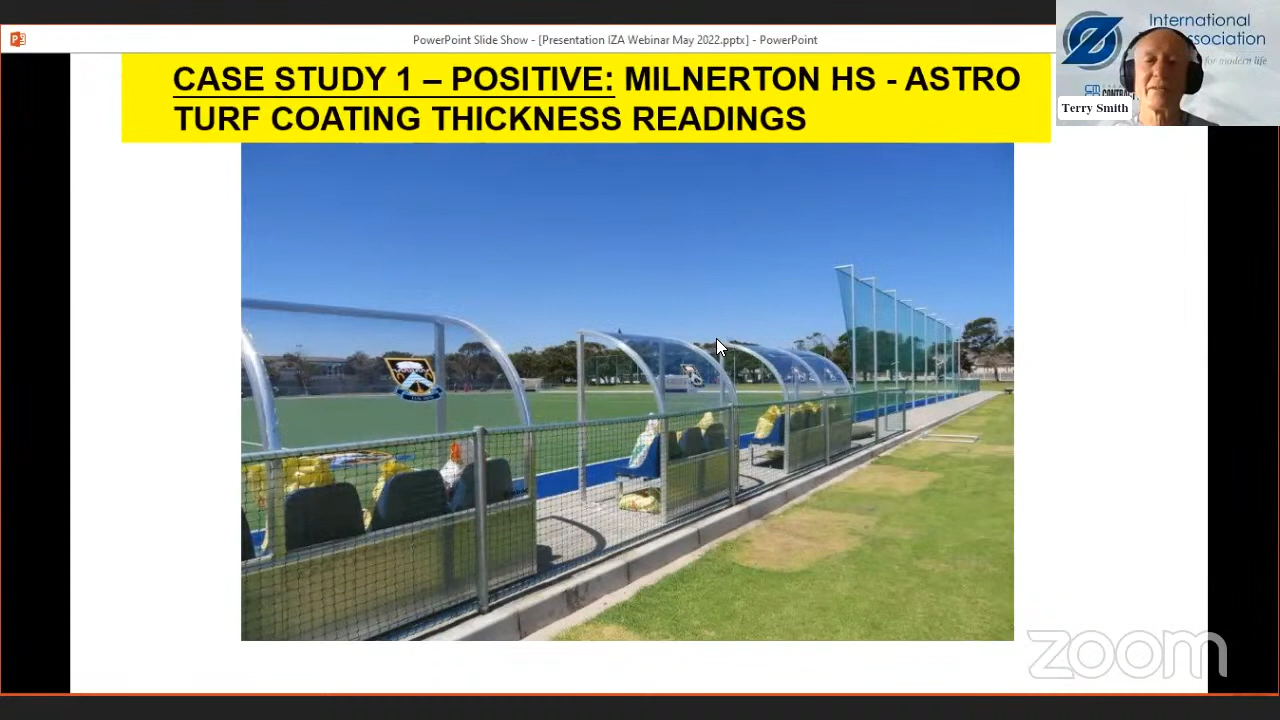 PowerPoint Slide Show - [Presentation IZA Webinar May 2022.pptx] - PowerPoint
CASE STUDY 1 – POSITIVE: MILNERTON HS - ASTRO
TURF COATING THICKNESS READINGS
International
ssociation
for modern life
Terry Smith
zoom